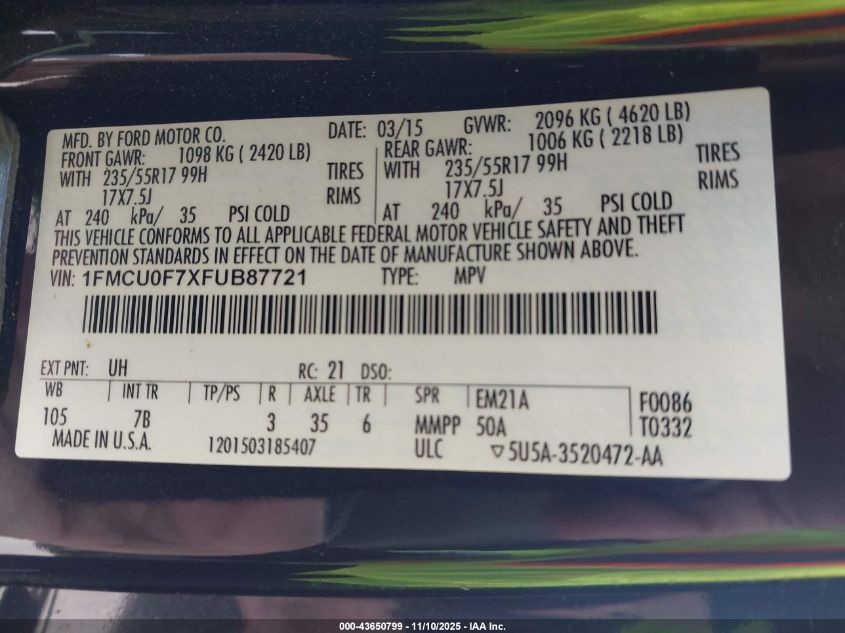 MFD. BY FORD MOTOR CO. DATE: 03/15 GVWR: 2096 KG ( 4620 LB)
FRONT GAWR: 1098 KG ( 2420 LB) REAR GAWR: 1006 KG ( 2218 LB)
WITH 235/55R17 99H TIRES WITH 235/55R17 99H TIRES
17X7.5J RIMS 17X7.5J RIMS
AT 240 kPa/ 35 PSI COLD AT 240 kPa/ 35 PSI COLD
THIS VEHICLE CONFORMS TO ALL APPLICABLE FEDERAL MOTOR VEHICLE SAFETY AND THEFT
PREVENTION STANDARDS IN EFFECT ON THE DATE OF MANUFACTURE SHOWN ABOVE.
VIN: 1FMCU0F7XFUB87721 TYPE: MPV
EXT PNT: UH RC: 21 DSO:
WB INT TR TP/PS R AXLE TR SPR EM21A F0086
105 7B 3 35 6 MMPP 50A T0332
MADE IN U.S.A. 1201503185407 ULC ▽5U5A-3520472-AA
000-43650799 - 11/10/2025 - IAA Inc.